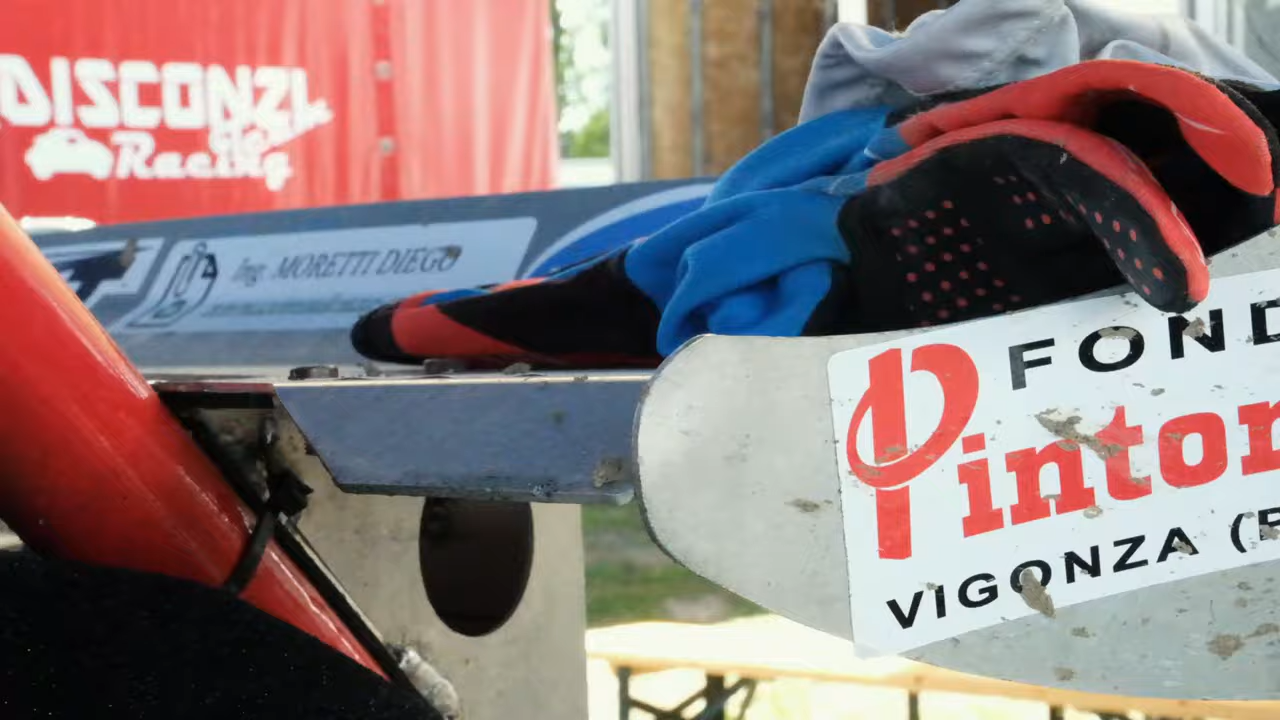 DISCONZI
Racing
Ing. MORETTI DIEGO
FOND
Pintor
VIGONZA (P